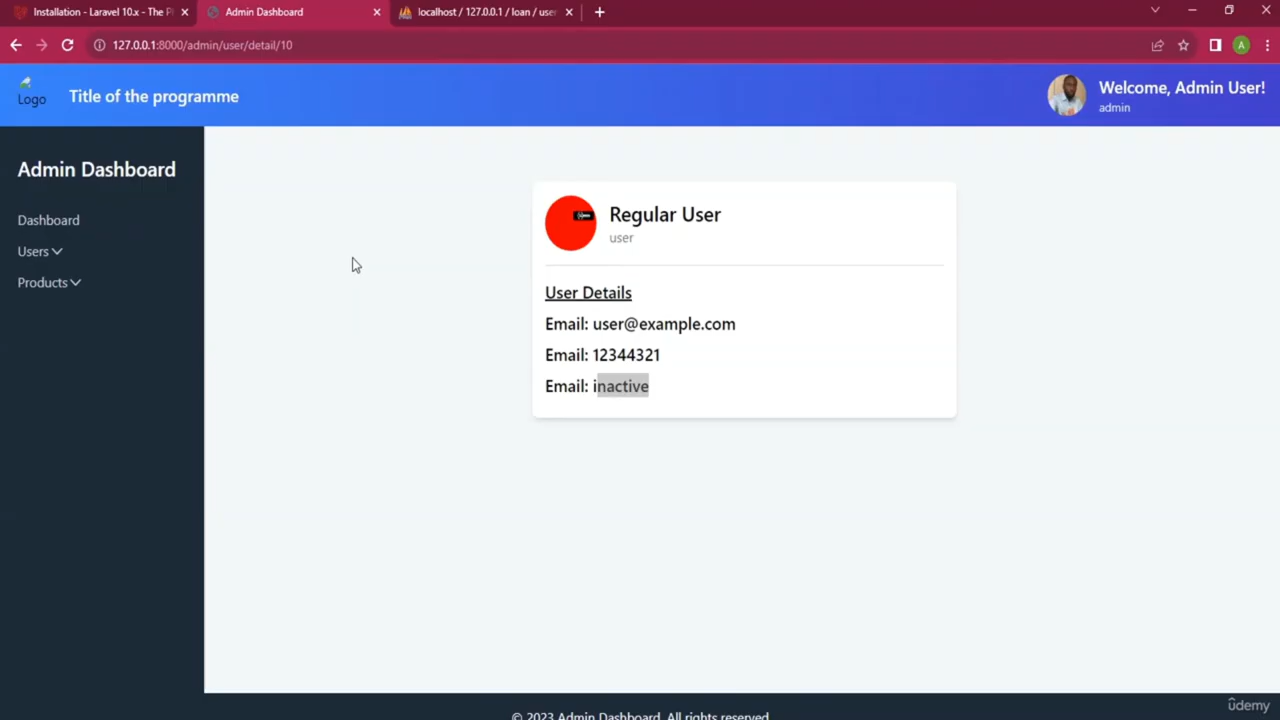 Installation - Laravel 10.x - The P
Admin Dashboard
localhost / 127.0.0.1 / loan / user
127.0.0.1:8000/admin/user/detail/10
A
Logo
Title of the programme
Welcome, Admin User!
admin
Admin Dashboard
Dashboard
Users
Products
Regular User
user
User Details
Email: user@example.com
Email: 12344321
Email: inactive
© 2023 Admin Dashboard. All rights reserved.
ûdemy